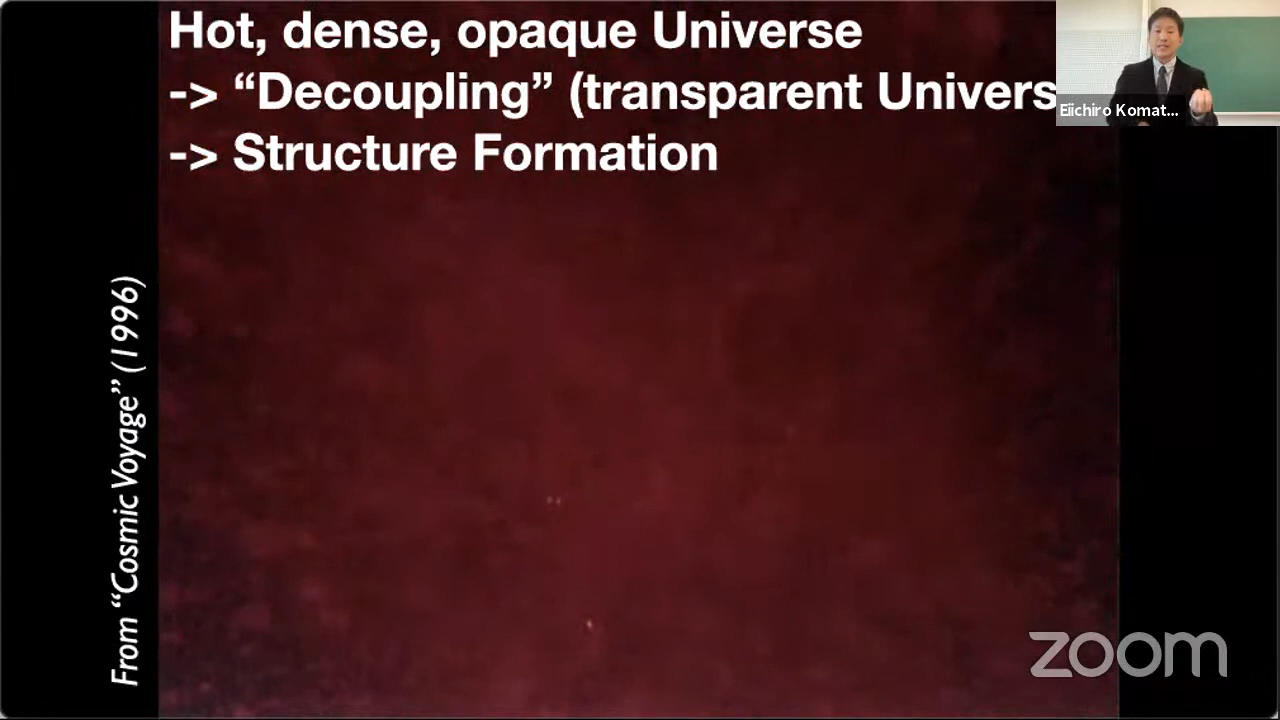 Hot, dense, opaque Universe
-> “Decoupling” (transparent Univers
-> Structure Formation
Eiichiro Komat...
From “Cosmic Voyage” (1996)
zoom